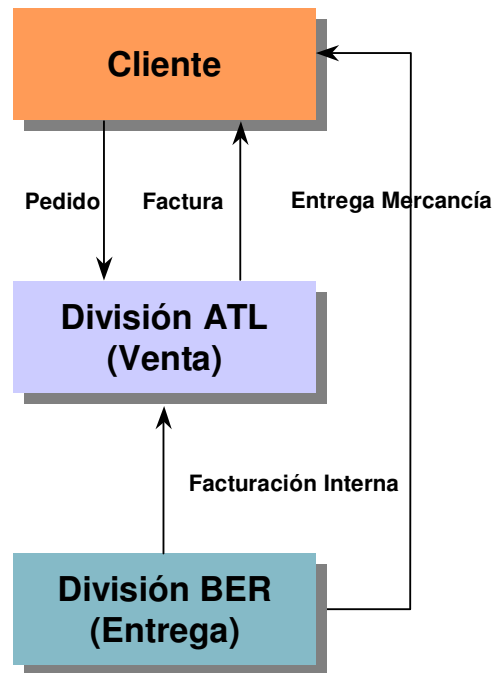 Cliente
Pedido
Factura
Entrega Mercancía
División ATL
(Venta)
Facturación Interna
División BER
(Entrega)